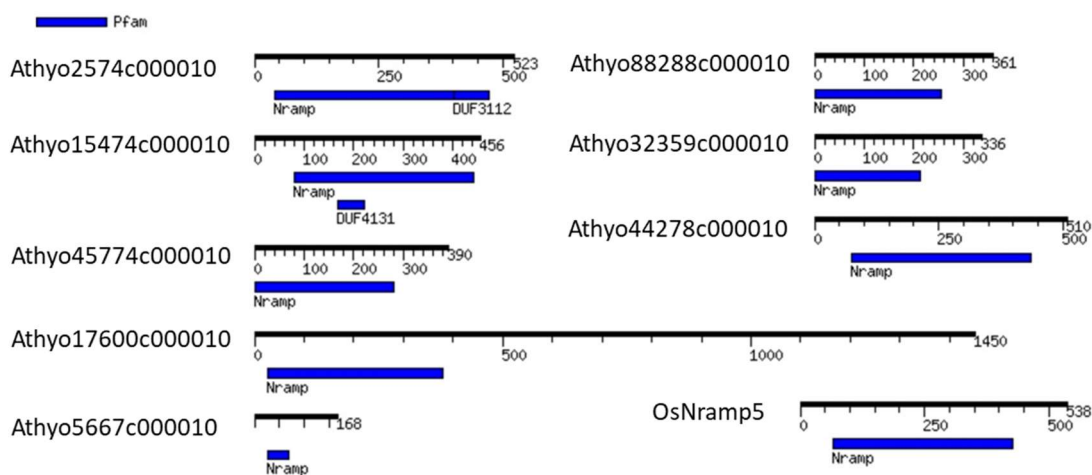 Pfam
Athyo2574c000010
0 250 500 523
Nramp DUF3112
Athyo15474c000010
0 100 200 300 400 456
Nramp
DUF4131
Athyo45774c000010
0 100 200 300 390
Nramp
Athyo17600c000010
0 500 1000 1450
Nramp
Athyo5667c000010
168
Nramp
Athyo88288c000010
0 100 200 300 361
Nramp
Athyo32359c000010
0 100 200 300 336
Nramp
Athyo44278c000010
0 250 500 510
Nramp
OsNramp5
0 250 500 538
Nramp